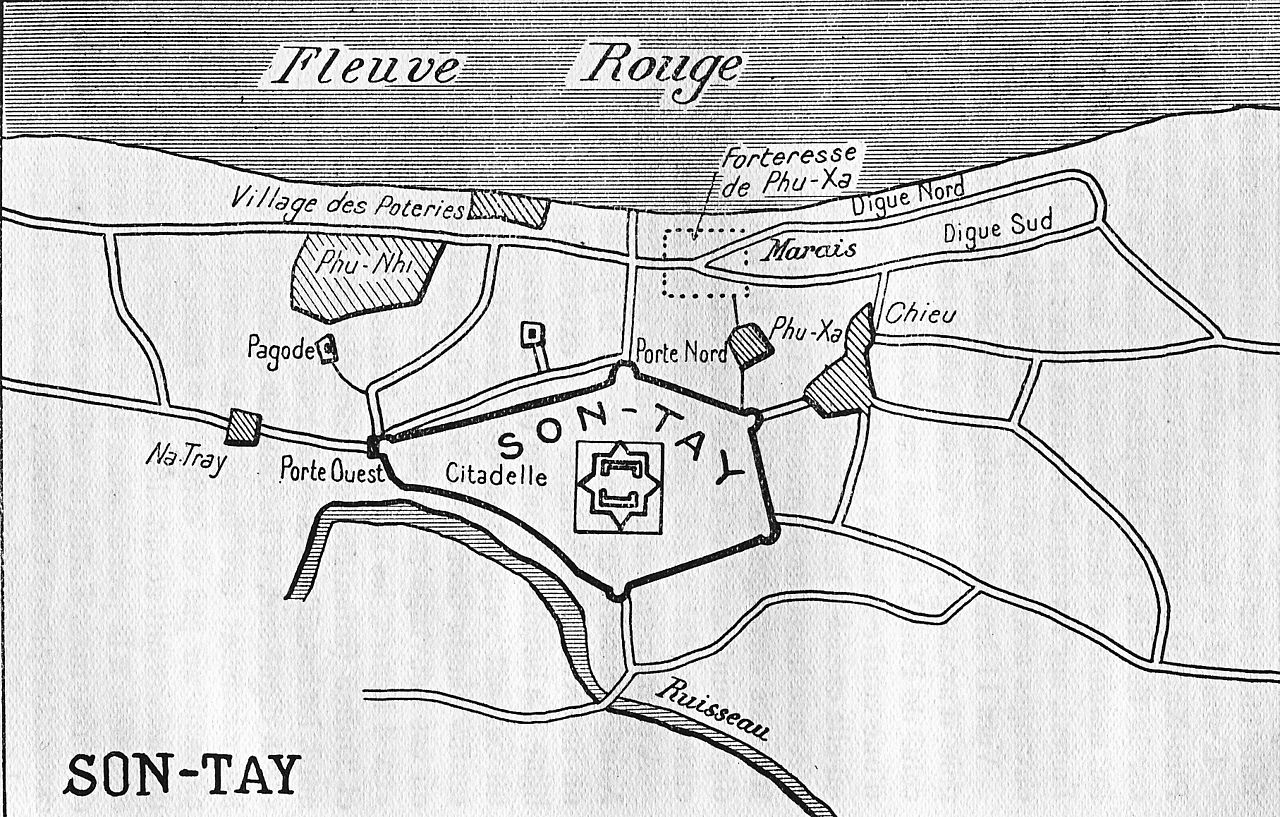 Fleuve Rouge
Forteresse
de Phu-Xa
Digue Nord
Village des Poteries
Digue Sud
Marais
Phu-Nhi
Chieu
Phu-Xa
Pagode
Porte Nord
SON-TAY
Na-Tray
Porte Ouest
Citadelle
Ruisseau
SON-TAY